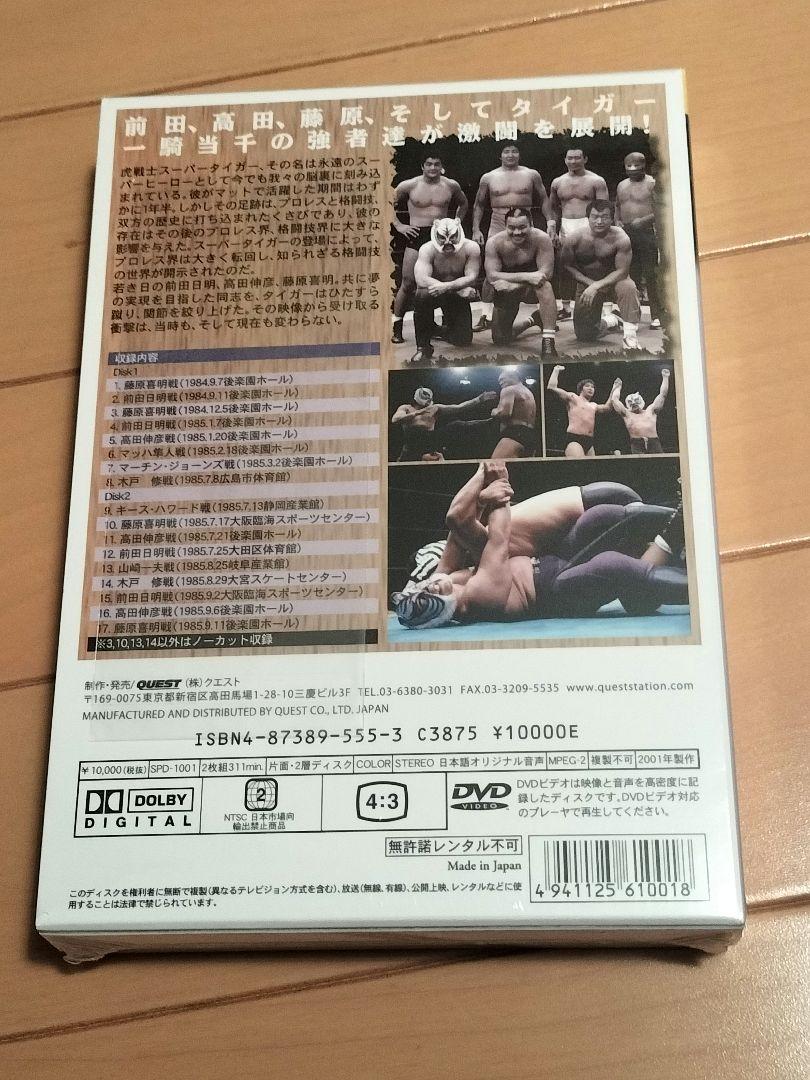 前田、高田、藤原、そしてタイガー
一騎当千の強者達が激闘を展開！
虎戦士スーパータイガー、その名は永遠のスー
パーヒーローとして今でも我々の脳裏に刻み込
まれている。彼がマットで活躍した期間はわず
かに1年半。しかしその足跡は、プロレスと格闘技、
双方の歴史に打ち込まれたくさびであり、彼の
存在はその後のプロレス界、格闘技界に大きな
影響を与えた。スーパータイガーの登場によって、
プロレス界は大きく転回し、知られざる格闘技
の世界が開示されたのだ。
若き日の前田日明、高田伸彦、藤原喜明。共に夢
の実現を目指した同志を、タイガーはひたすら
蹴り、関節を絞り上げた。その映像から受け取る
衝撃は、当時も、そして現在も変わらない。
収録内容
Disk1
1. 藤原喜明戦(1984.9.7後楽園ホール)
2. 前田日明戦(1984.9.11後楽園ホール)
3. 藤原喜明戦(1984.12.5後楽園ホール)
4. 前田日明戦(1985.1.7後楽園ホール)
5. 高田伸彦戦(1985.1.20後楽園ホール)
6. マッハ隼人戦(1985.2.18後楽園ホール)
7. マーチン・ジョーンズ戦(1985.3.2後楽園ホール)
8. 木戸 修戦(1985.7.8広島市体育館)
Disk2
9. キース・ハワード戦(1985.7.13静岡産業館)
10. 藤原喜明戦(1985.7.17大阪臨海スポーツセンター)
11. 高田伸彦戦(1985.7.21後楽園ホール)
12. 前田日明戦(1985.7.25大田区体育館)
13. 山崎一夫戦(1985.8.25岐阜産業館)
14. 木戸 修戦(1985.8.29大宮スケートセンター)
15. 前田日明戦(1985.9.2大阪臨海スポーツセンター)
16. 高田伸彦戦(1985.9.6後楽園ホール)
17. 藤原喜明戦(1985.9.11後楽園ホール)
※3,10,13,14以外はノーカット収録
制作・発売/QUEST (株)クエスト
〒169-0075東京都新宿区高田馬場1-28-10三慶ビル3F TEL.03-6380-3031 FAX.03-3209-5535 www.queststation.com
MANUFACTURED AND DISTRIBUTED BY QUEST CO., LTD. JAPAN
ISBN4-87389-555-3 C3875 ¥10000E
¥10,000(税抜) SPD-1001 2枚組311min. 片面・2層ディスク COLOR STEREO 日本語オリジナル音声 MPEG-2 複製不可 2001年製作
DOLBY
DIGITAL
2
NTSC 日本市場向
輸出禁止商品
4:3
DVD
VIDEO
DVDビデオは映像と音声を高密度に記
録したディスクです。DVDビデオ対応
のプレーヤで再生してください。
無許諾レンタル不可
Made in Japan
4 941125 610018
このディスクを権利者に無断で複製(異なるテレビジョン方式を含む)、放送(無線、有線)、公開上映、レンタルなどに使
用することは法律で禁じられています。